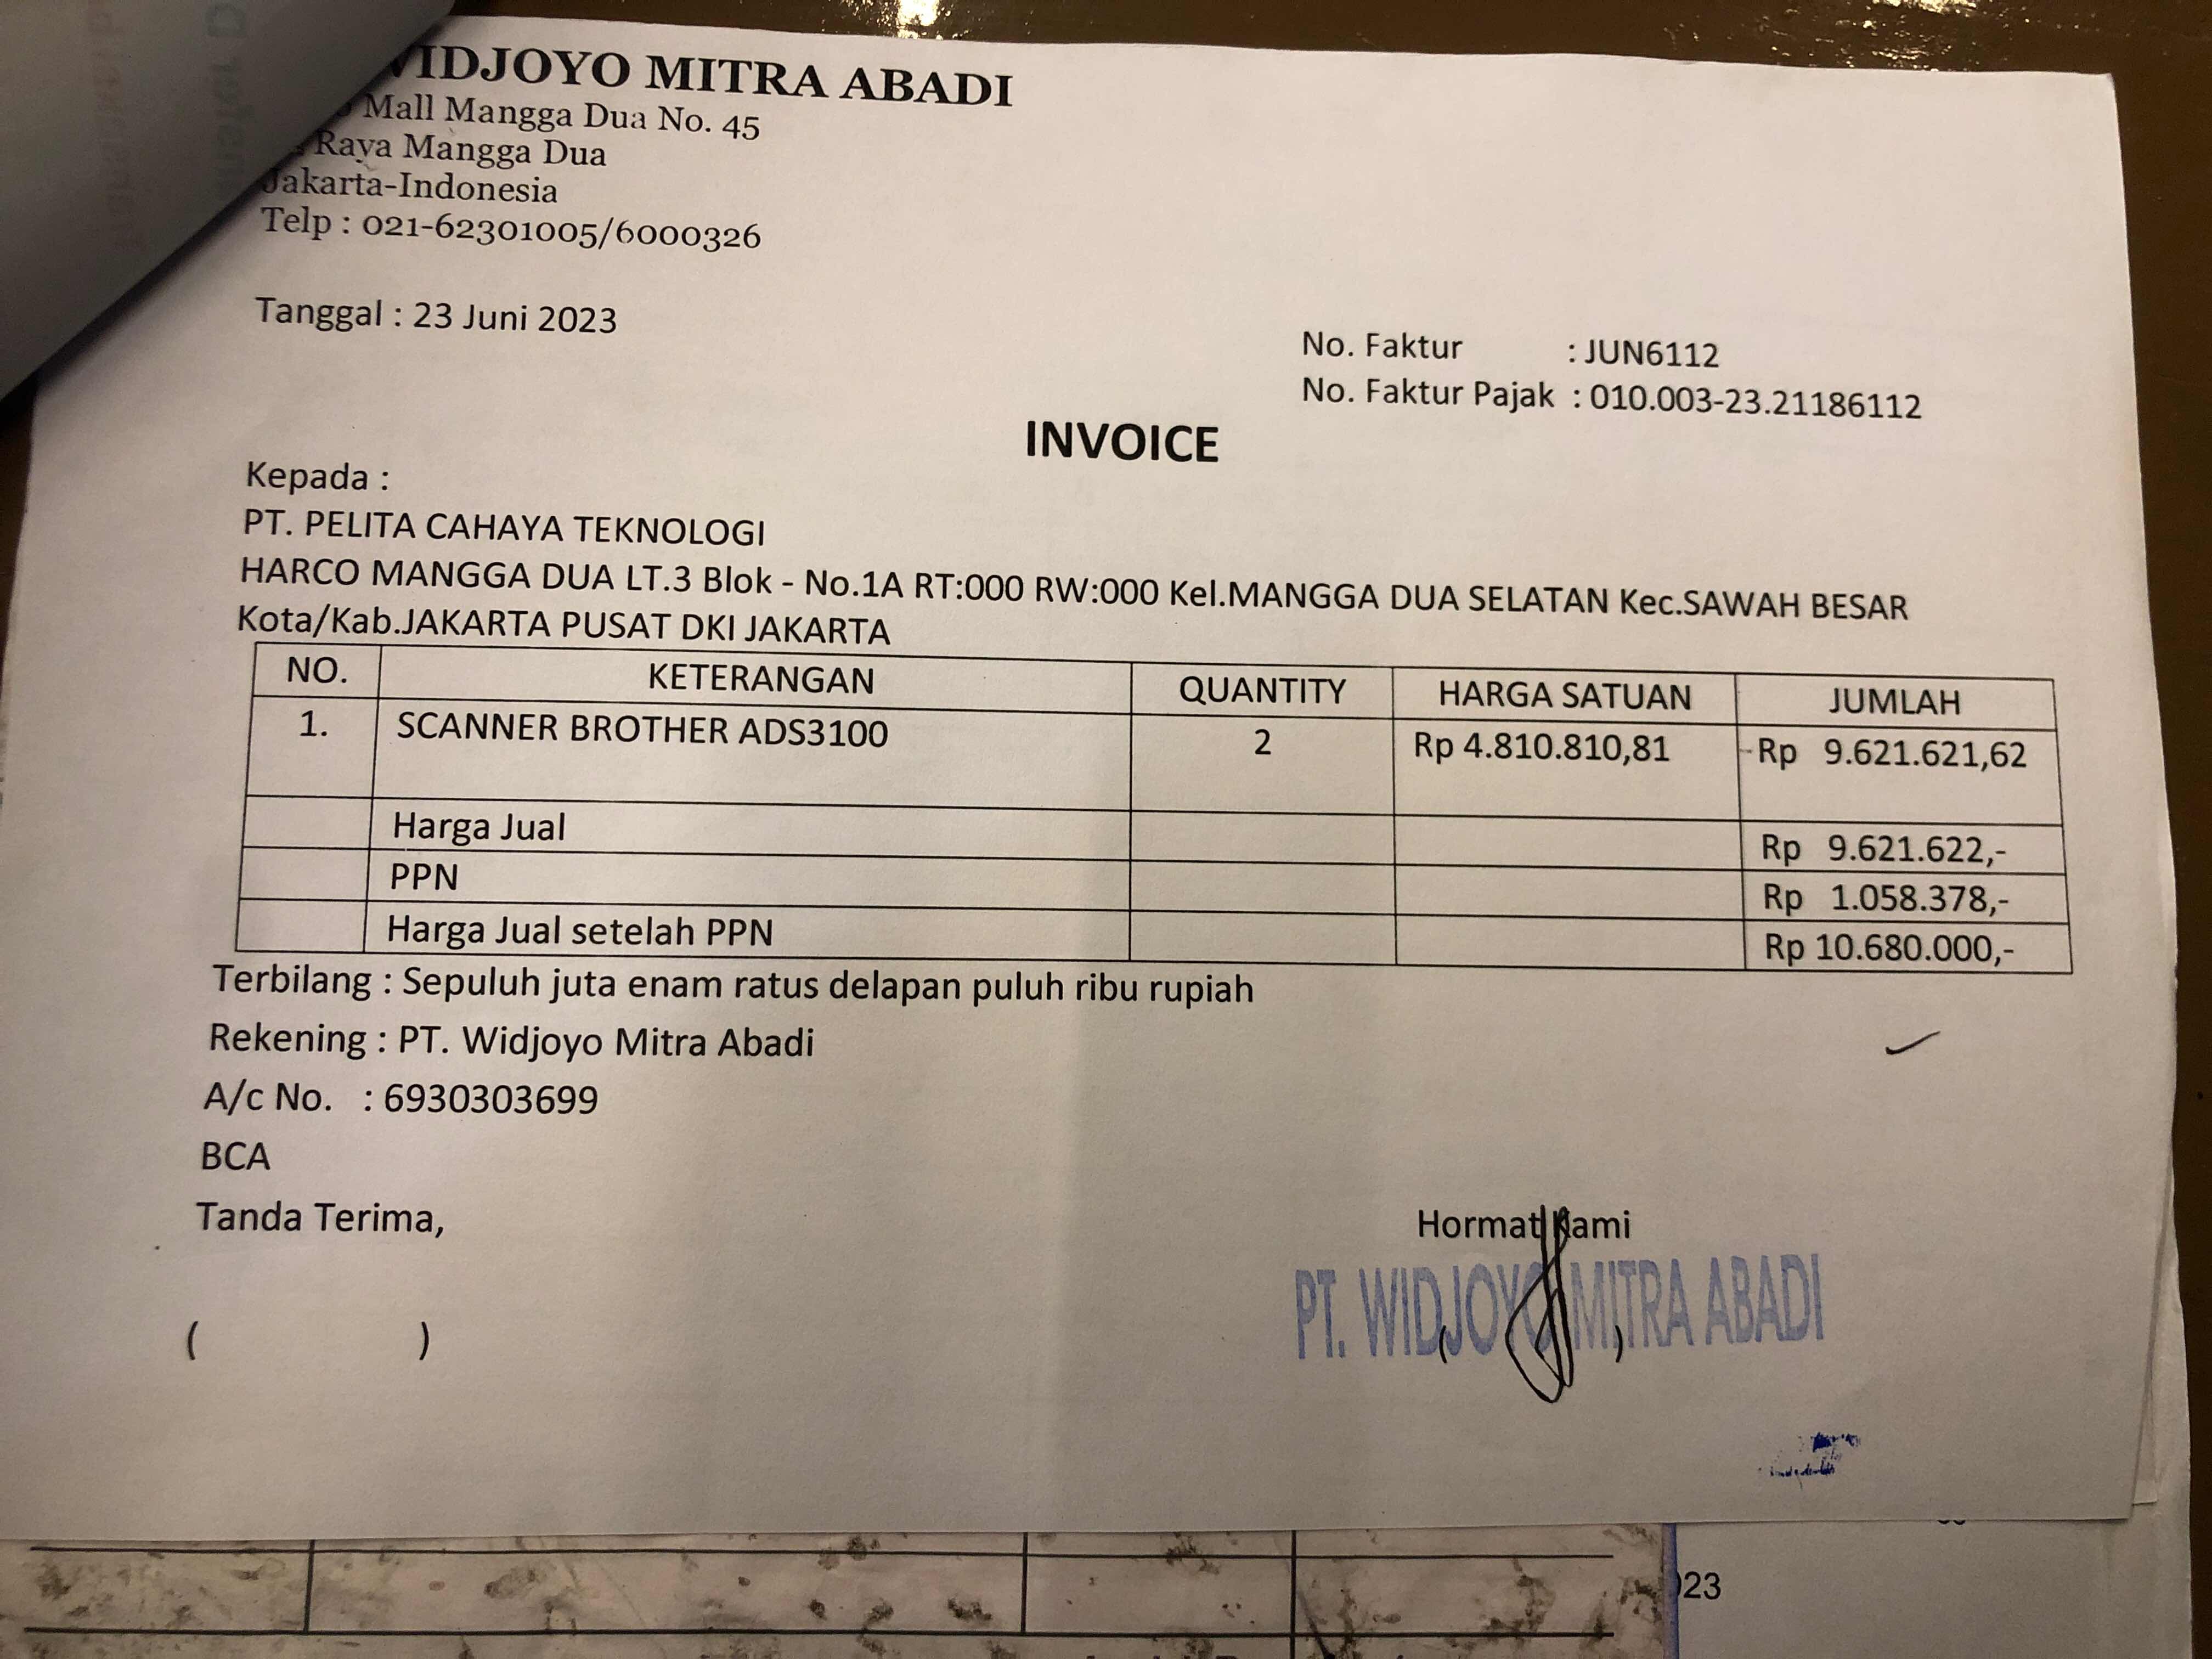 WIDJOYO MITRA ABADI
Mall Mangga Dua No. 45
Raya Mangga Dua
Jakarta-Indonesia
Telp : 021-62301005/6000326
Tanggal : 23 Juni 2023
No. Faktur : JUN6112
No. Faktur Pajak : 010.003-23.21186112
INVOICE
Kepada :
PT. PELITA CAHAYA TEKNOLOGI
HARCO MANGGA DUA LT.3 Blok - No.1A RT:000 RW:000 Kel.MANGGA DUA SELATAN Kec.SAWAH BESAR
Kota/Kab.JAKARTA PUSAT DKI JAKARTA
NO. KETERANGAN QUANTITY HARGA SATUAN JUMLAH
1. SCANNER BROTHER ADS3100 2 Rp 4.810.810,81 Rp 9.621.621,62
Harga Jual Rp 9.621.622,-
PPN Rp 1.058.378,-
Harga Jual setelah PPN Rp 10.680.000,-
Terbilang : Sepuluh juta enam ratus delapan puluh ribu rupiah
Rekening : PT. Widjoyo Mitra Abadi
A/c No. : 6930303699
BCA
Tanda Terima, Hormat Kami
PT. WIDJOYO MITRA ABADI
( ) ( )
23